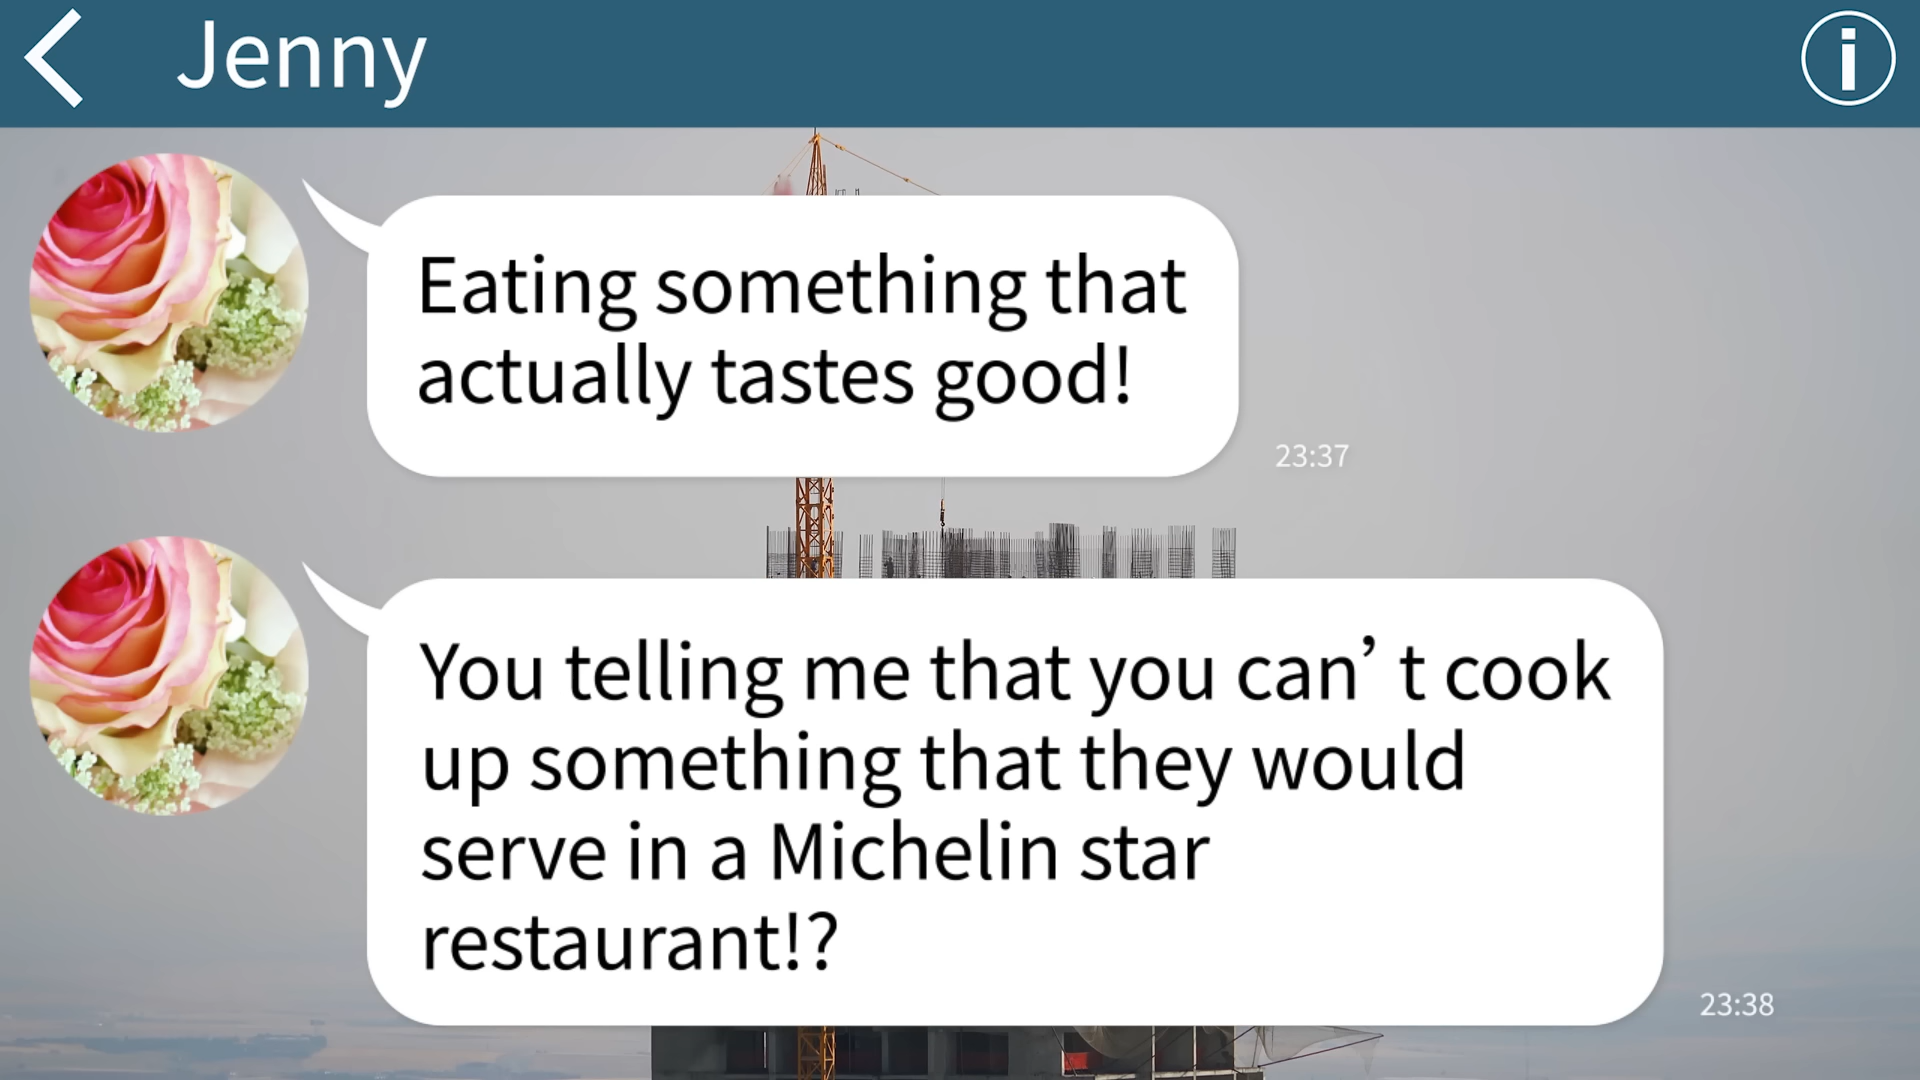 Jenny
Eating something that
actually tastes good!
23:37
You telling me that you can’ t cook
up something that they would
serve in a Michelin star
restaurant!?
23:38